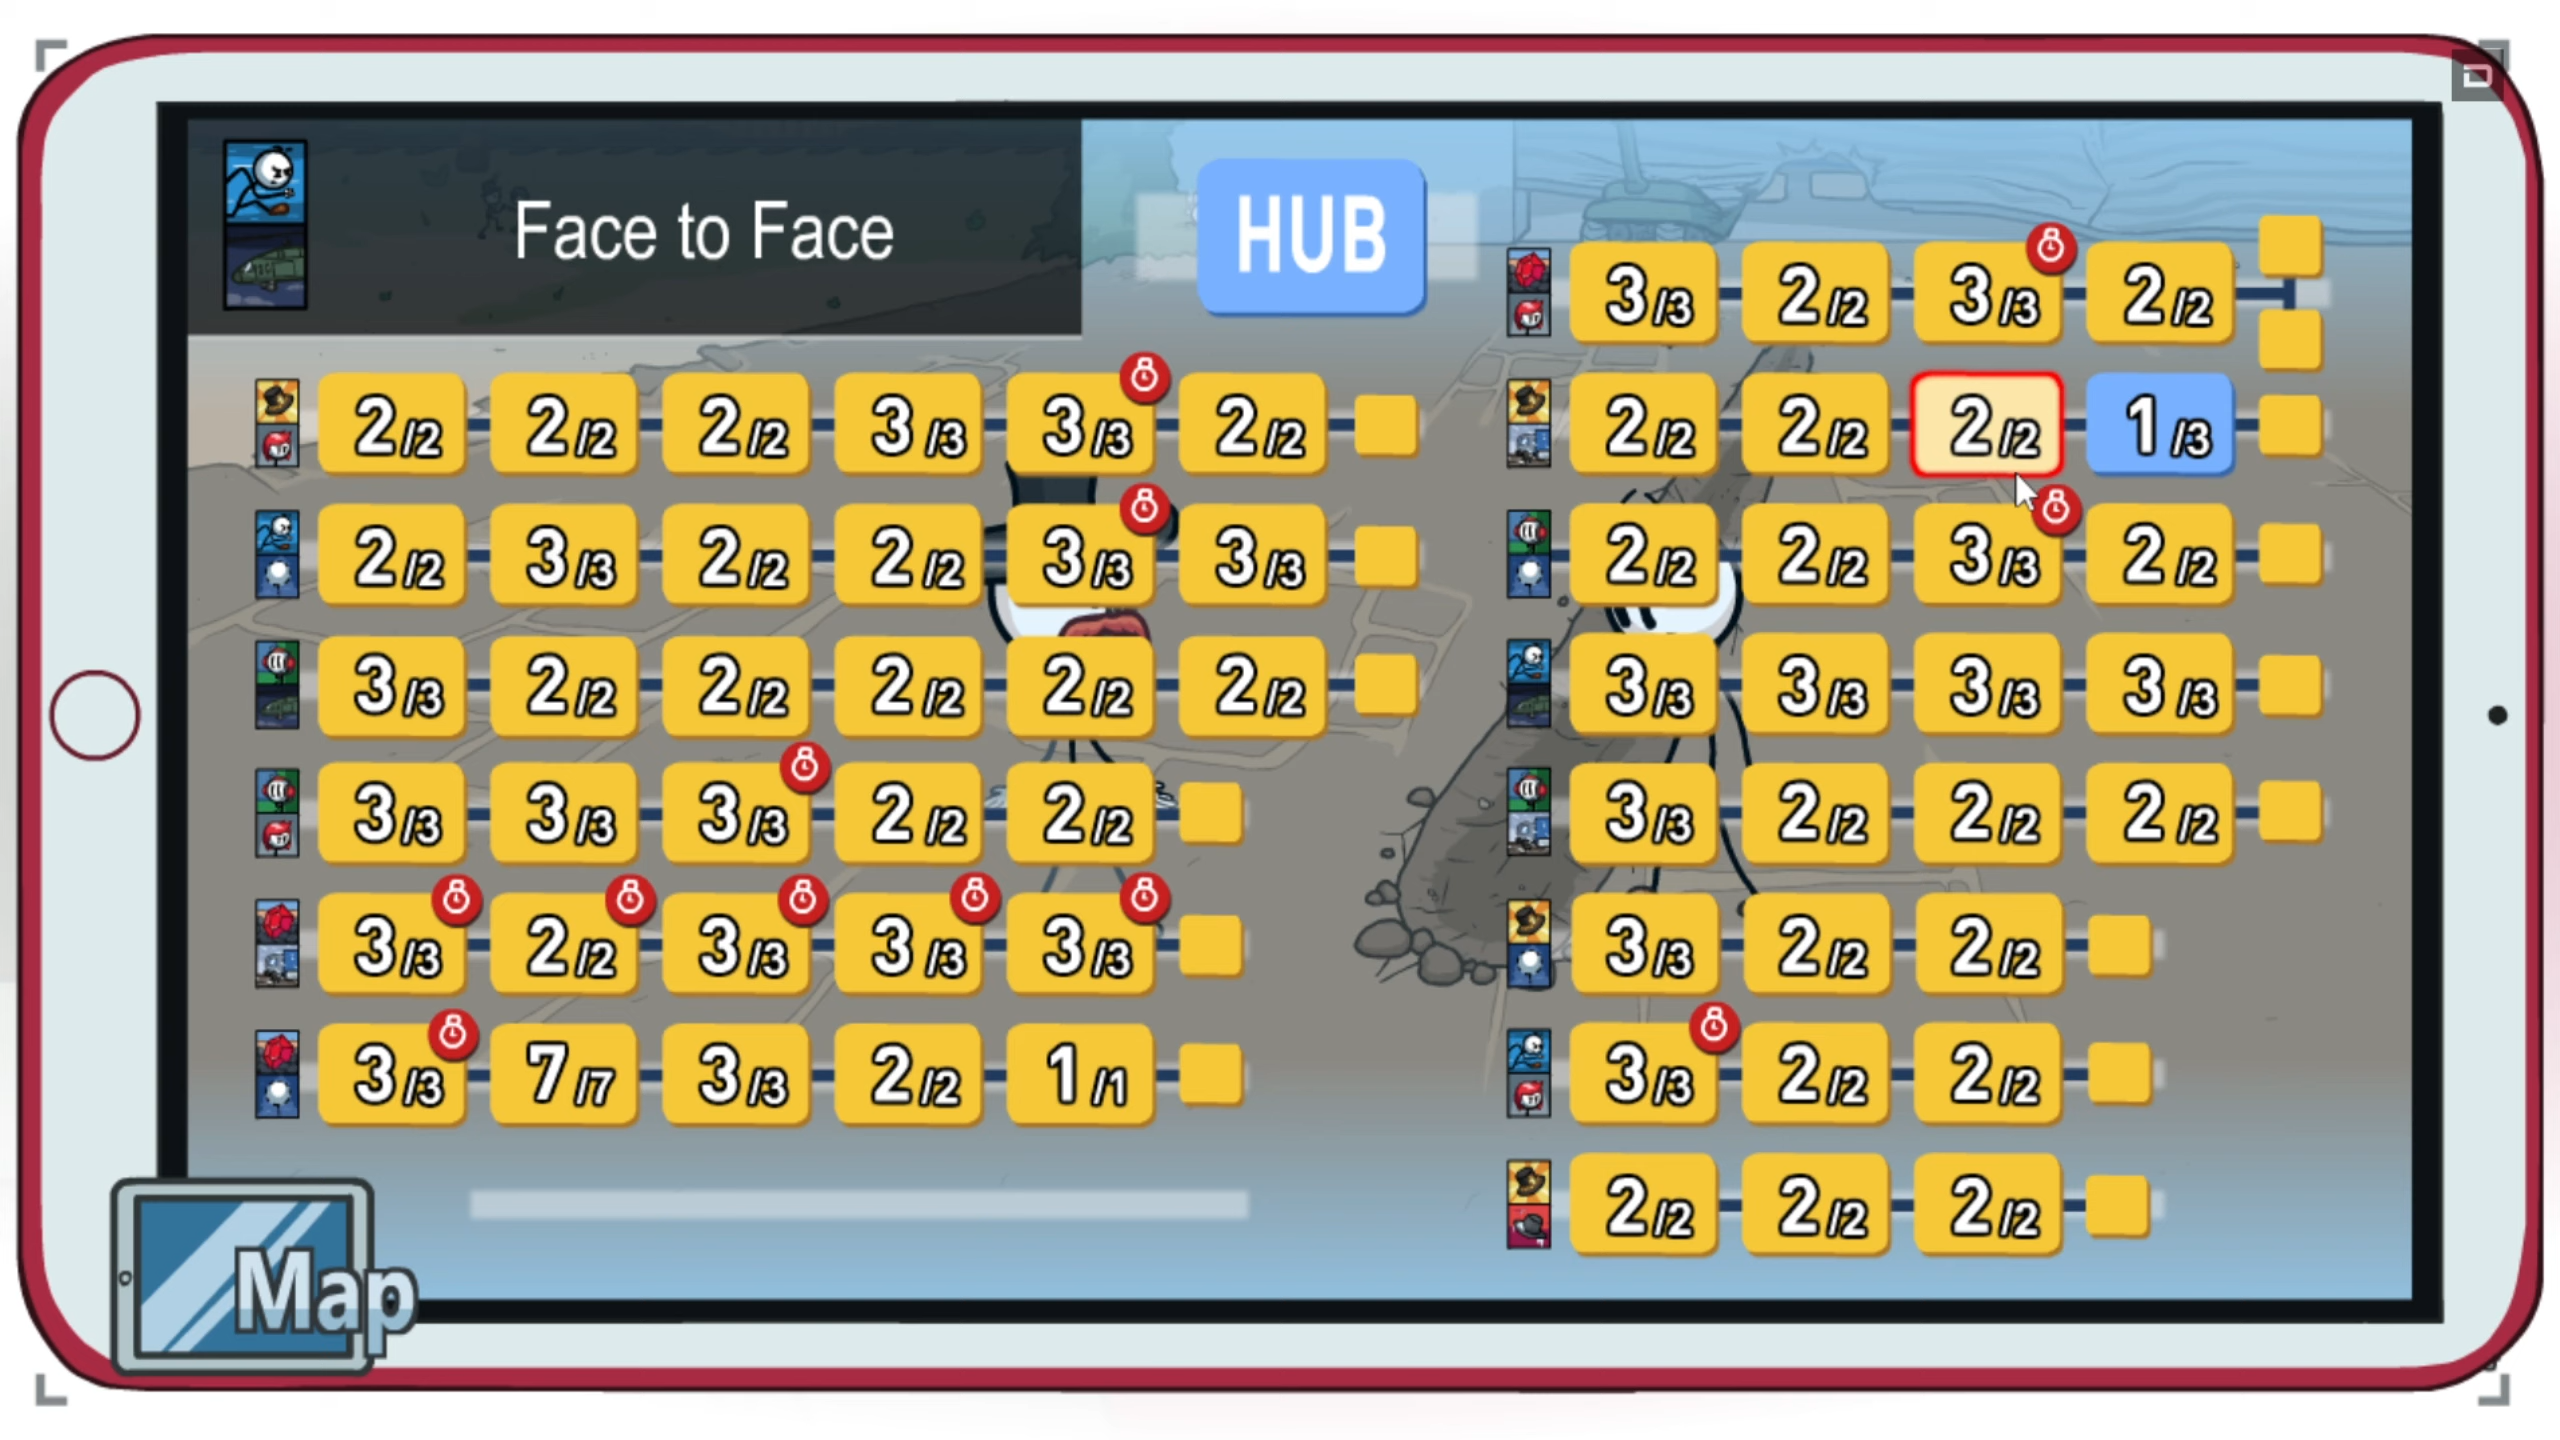 Face to Face
HUB
3/3 2/2 3/3 2/2
2/2 2/2 2/2 3/3 3/3 2/2
2/2 2/2 2/2 1/3
2/2 3/3 2/2 2/2 3/3 3/3
2/2 2/2 3/3 2/2
3/3 2/2 2/2 2/2 2/2 2/2
3/3 3/3 3/3 3/3
3/3 3/3 3/3 2/2 2/2
3/3 2/2 2/2 2/2
3/3 2/2 3/3 3/3 3/3
3/3 2/2 2/2
3/3 7/7 3/3 2/2 1/1
3/3 2/2 2/2
2/2 2/2 2/2
Map